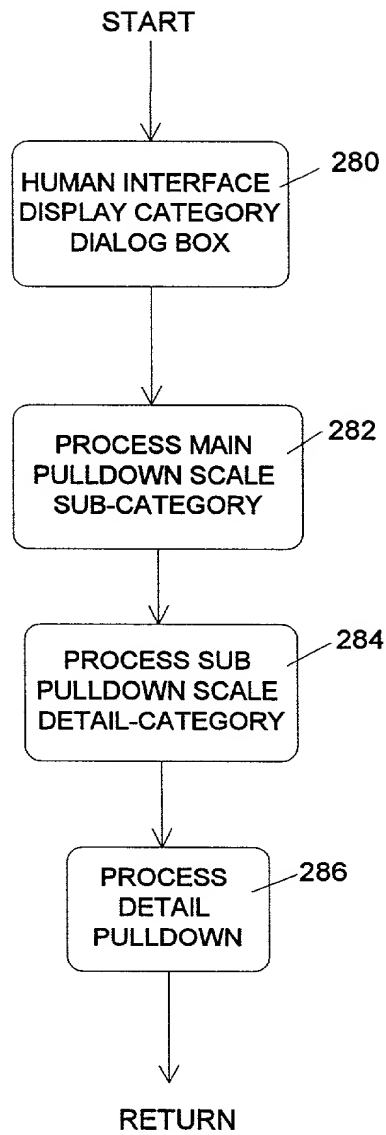 START
280
HUMAN INTERFACE
DISPLAY CATEGORY
DIALOG BOX
282
PROCESS MAIN
PULLDOWN SCALE
SUB-CATEGORY
284
PROCESS SUB
PULLDOWN SCALE
DETAIL-CATEGORY
286
PROCESS
DETAIL
PULLDOWN
RETURN